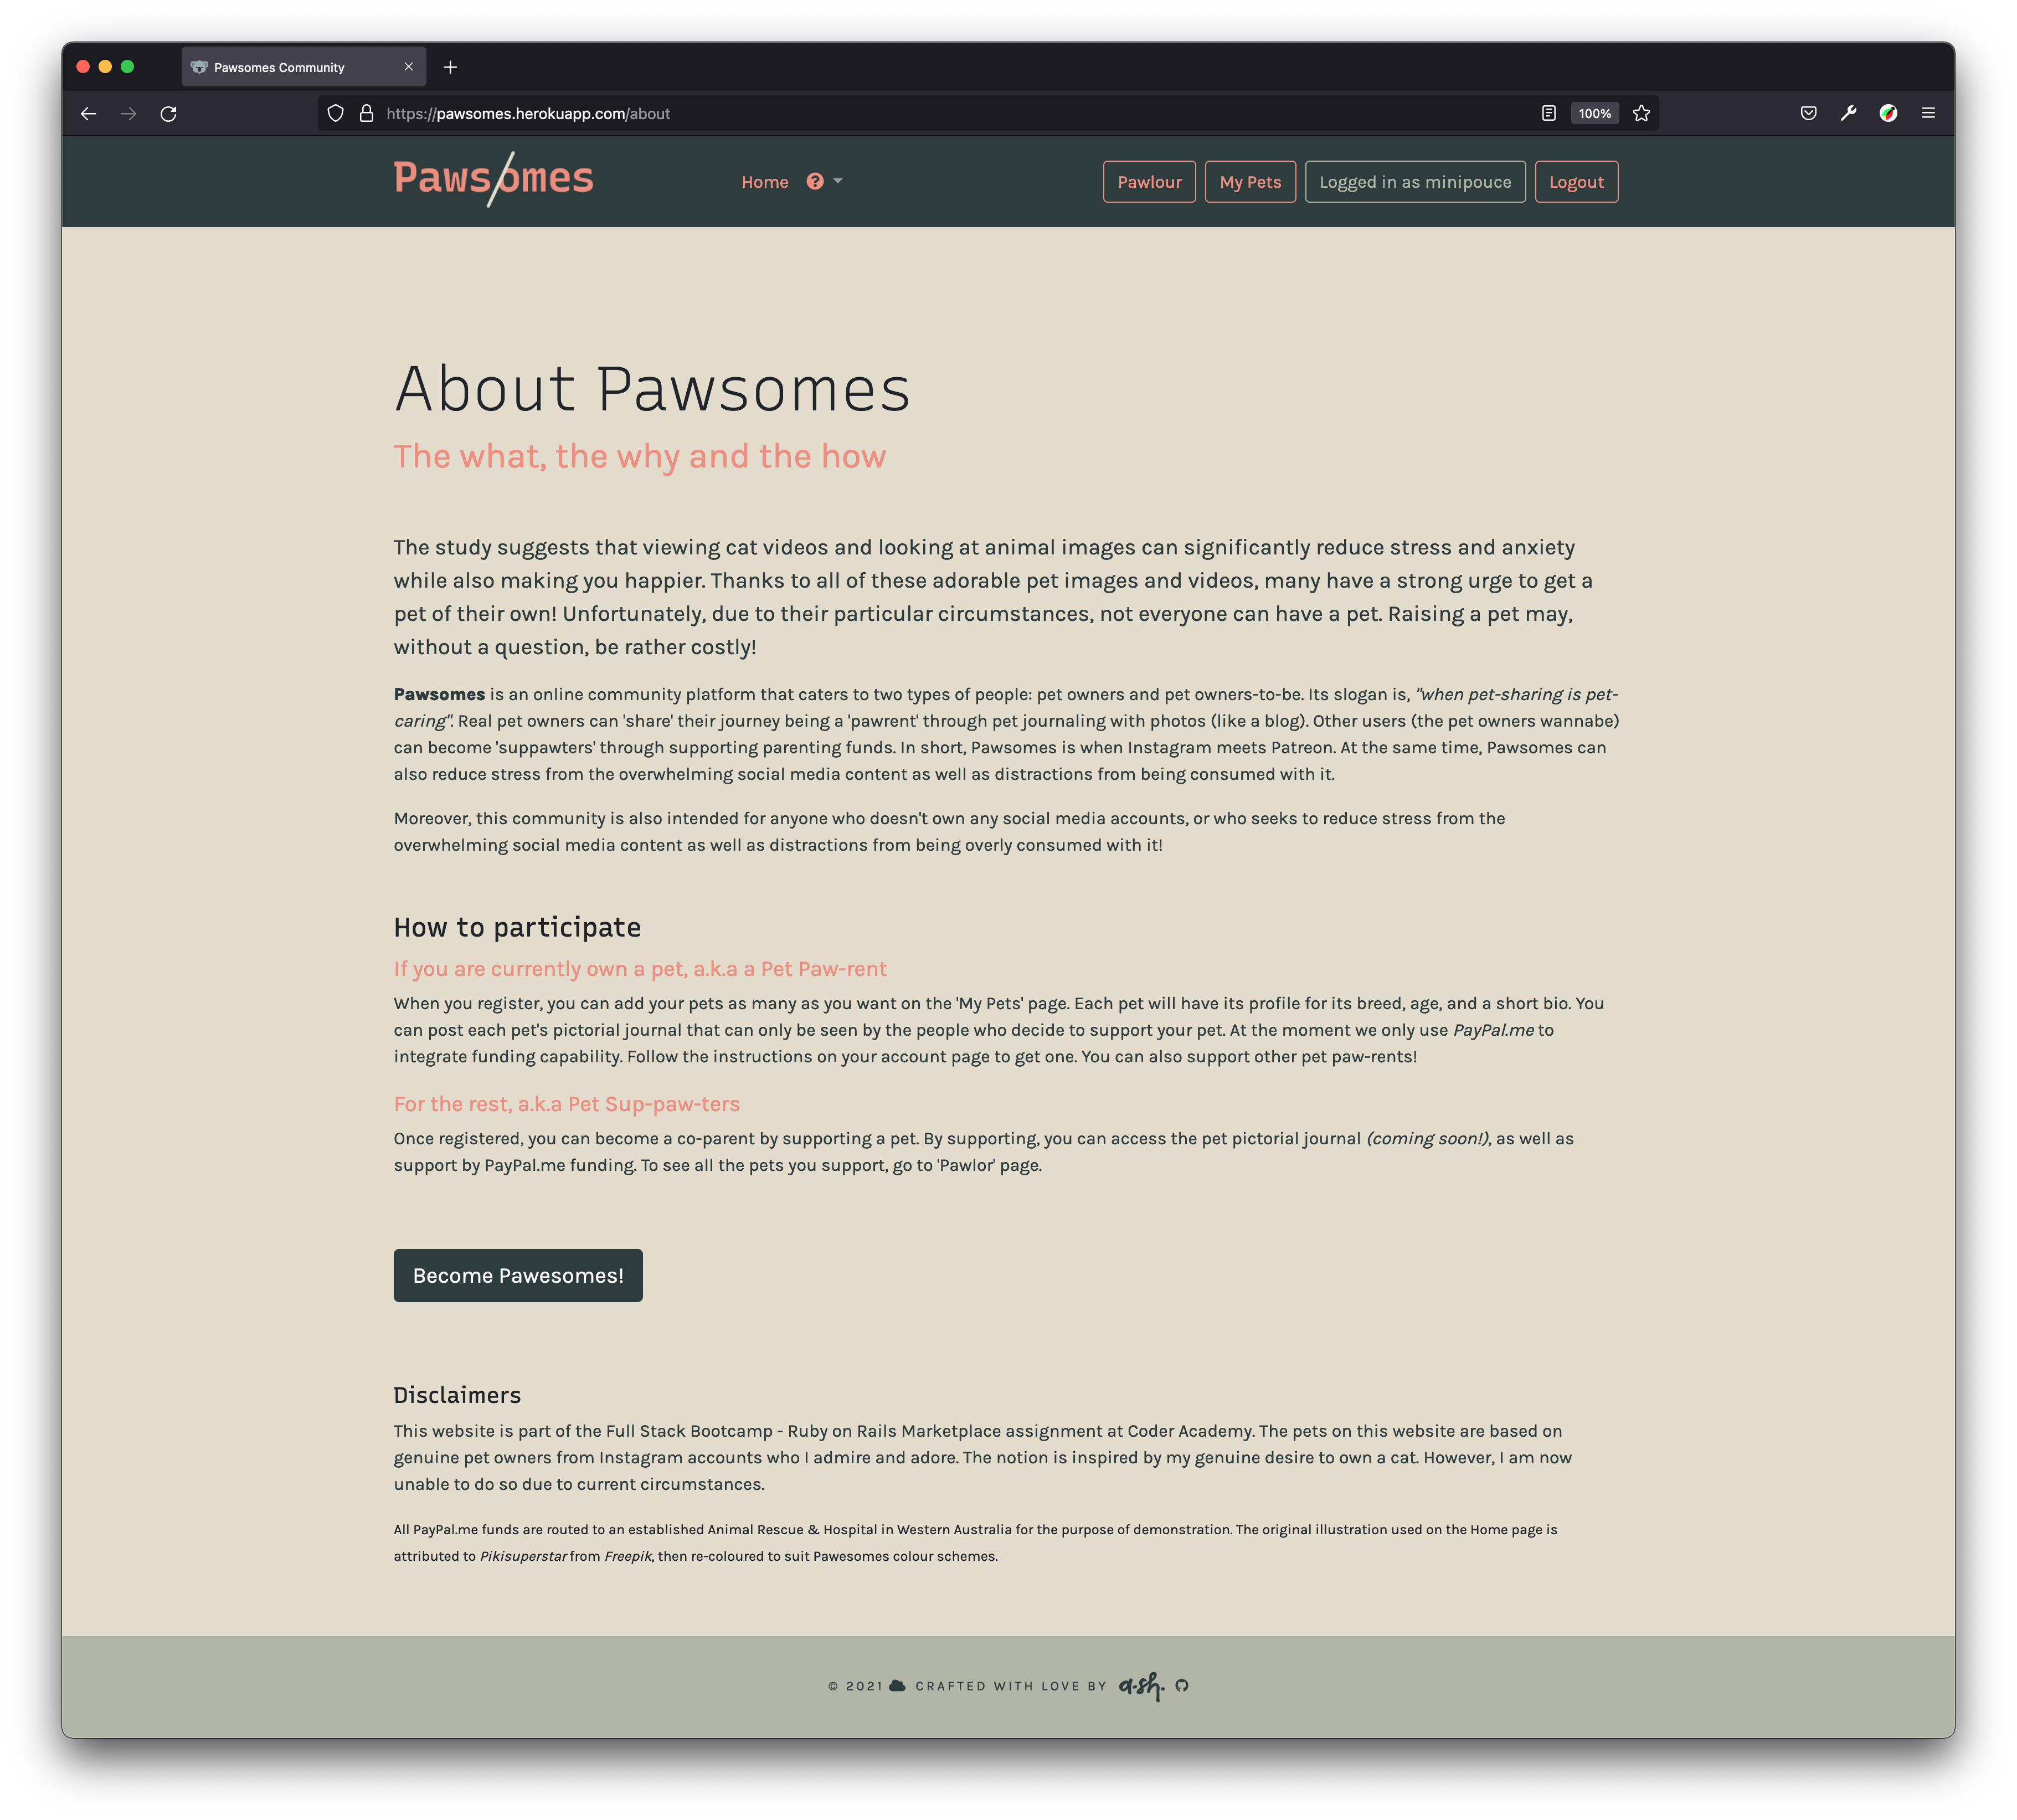 Pawsomes Community
https://pawsomes.herokuapp.com/about
100%
Pawsomes
Home
Pawlour
My Pets
Logged in as minipouce
Logout
About Pawsomes
The what, the why and the how
The study suggests that viewing cat videos and looking at animal images can significantly reduce stress and anxiety
while also making you happier. Thanks to all of these adorable pet images and videos, many have a strong urge to get a
pet of their own! Unfortunately, due to their particular circumstances, not everyone can have a pet. Raising a pet may,
without a question, be rather costly!
Pawsomes is an online community platform that caters to two types of people: pet owners and pet owners-to-be. Its slogan is, "when pet-sharing is pet-
caring". Real pet owners can 'share' their journey being a 'pawrent' through pet journaling with photos (like a blog). Other users (the pet owners wannabe)
can become 'suppawters' through supporting parenting funds. In short, Pawsomes is when Instagram meets Patreon. At the same time, Pawsomes can
also reduce stress from the overwhelming social media content as well as distractions from being consumed with it.
Moreover, this community is also intended for anyone who doesn't own any social media accounts, or who seeks to reduce stress from the
overwhelming social media content as well as distractions from being overly consumed with it!
How to participate
If you are currently own a pet, a.k.a a Pet Paw-rent
When you register, you can add your pets as many as you want on the 'My Pets' page. Each pet will have its profile for its breed, age, and a short bio. You
can post each pet's pictorial journal that can only be seen by the people who decide to support your pet. At the moment we only use PayPal.me to
integrate funding capability. Follow the instructions on your account page to get one. You can also support other pet paw-rents!
For the rest, a.k.a Pet Sup-paw-ters
Once registered, you can become a co-parent by supporting a pet. By supporting, you can access the pet pictorial journal (coming soon!), as well as
support by PayPal.me funding. To see all the pets you support, go to 'Pawlor' page.
Become Pawesomes!
Disclaimers
This website is part of the Full Stack Bootcamp - Ruby on Rails Marketplace assignment at Coder Academy. The pets on this website are based on
genuine pet owners from Instagram accounts who I admire and adore. The notion is inspired by my genuine desire to own a cat. However, I am now
unable to do so due to current circumstances.
All PayPal.me funds are routed to an established Animal Rescue & Hospital in Western Australia for the purpose of demonstration. The original illustration used on the Home page is
attributed to Pikisuperstar from Freepik, then re-coloured to suit Pawesomes colour schemes.
© 2021 CRAFTED WITH LOVE BY a-sh.